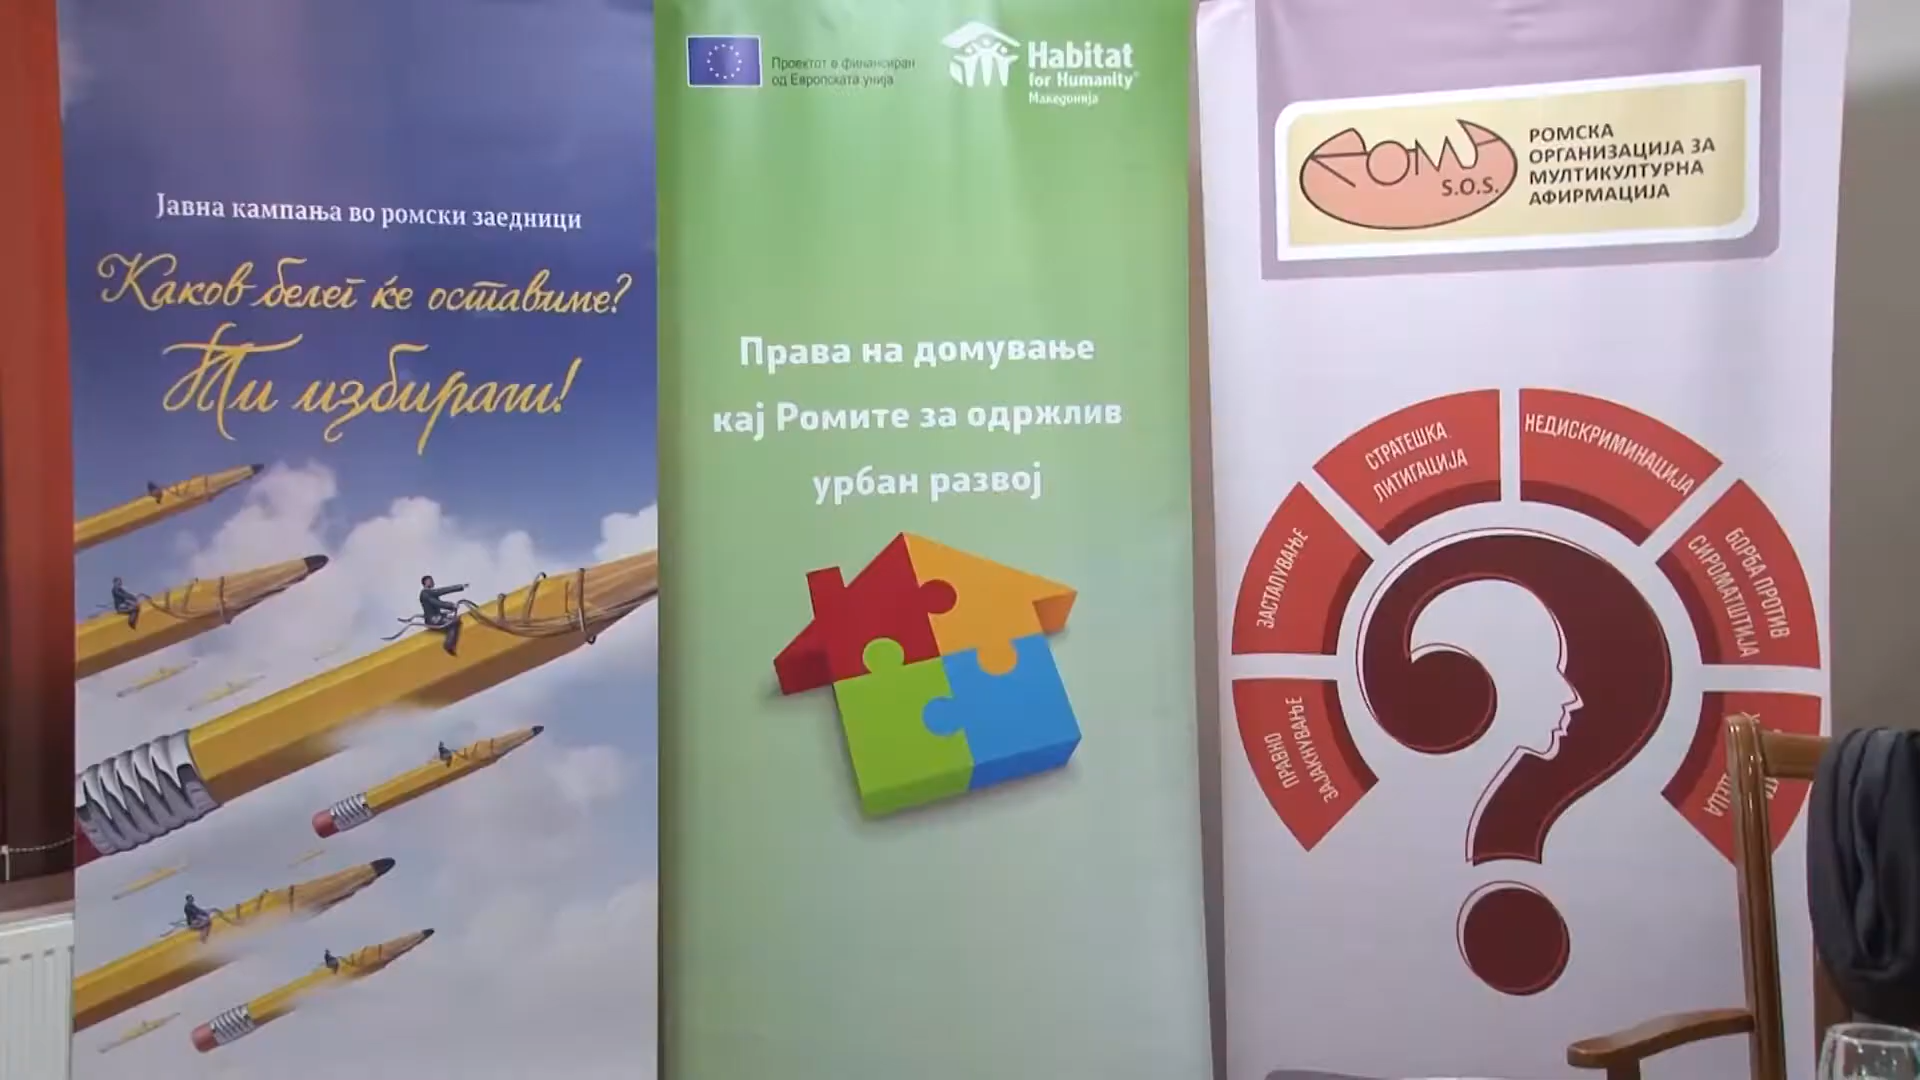 Јавна кампања во ромски заедници
Каков белег ќе оставиме?
Ти избираш!
Проектот е финансиран
од Европската унија
Habitat
for Humanity®
Македонија
Права на домување
кај Ромите за одржлив
урбан развој
РОМА
S.O.S.
РОМСКА
ОРГАНИЗАЦИЈА ЗА
МУЛТИКУЛТУРНА
АФИРМАЦИЈА
ПРАВНО
ЗАЈАКНУВАЊЕ
ЗАСТАПУВАЊЕ
СТРАТЕШКА
ЛИТИГАЦИЈА
НЕДИСКРИМИНАЦИЈА
БОРБА ПРОТИВ
СИРОМАШТИЈА